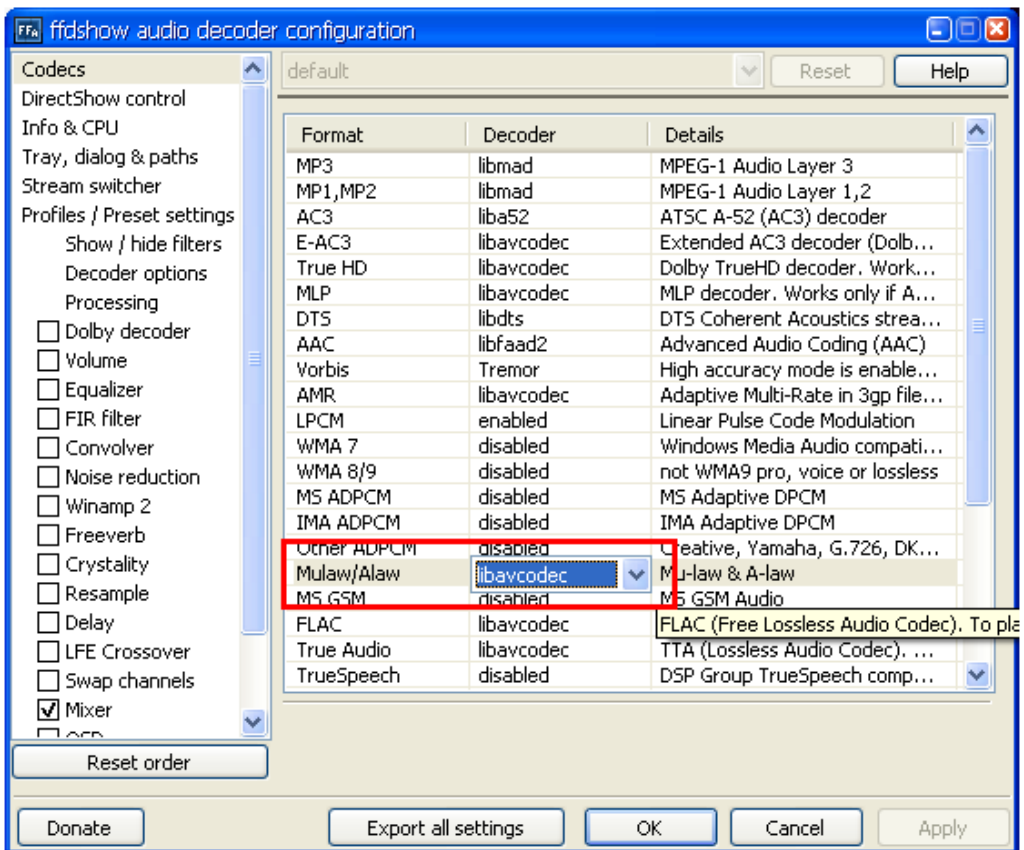 FFA ffdshow audio decoder configuration
Codecs
DirectShow control
Info & CPU
Tray, dialog & paths
Stream switcher
Profiles / Preset settings
Show / hide filters
Decoder options
Processing
Dolby decoder
Volume
Equalizer
FIR filter
Convolver
Noise reduction
Winamp 2
Freeverb
Crystality
Resample
Delay
LFE Crossover
Swap channels
Mixer
Reset order
default Reset Help
Format Decoder Details
MP3 libmad MPEG-1 Audio Layer 3
MP1,MP2 libmad MPEG-1 Audio Layer 1,2
AC3 liba52 ATSC A-52 (AC3) decoder
E-AC3 libavcodec Extended AC3 decoder (Dolb...
True HD libavcodec Dolby TrueHD decoder. Work...
MLP libavcodec MLP decoder. Works only if A...
DTS libdts DTS Coherent Acoustics strea...
AAC libfaad2 Advanced Audio Coding (AAC)
Vorbis Tremor High accuracy mode is enable...
AMR libavcodec Adaptive Multi-Rate in 3gp file...
LPCM enabled Linear Pulse Code Modulation
WMA 7 disabled Windows Media Audio compati...
WMA 8/9 disabled not WMA9 pro, voice or lossless
MS ADPCM disabled MS Adaptive DPCM
IMA ADPCM disabled IMA Adaptive DPCM
Other ADPCM disabled Creative, Yamaha, G.726, DK...
Mulaw/Alaw libavcodec Mu-law & A-law
MS GSM disabled MS GSM Audio
FLAC libavcodec FLAC (Free Lossless Audio Codec). To pla
True Audio libavcodec TTA (Lossless Audio Codec). ...
TrueSpeech disabled DSP Group TrueSpeech comp...
Donate Export all settings OK Cancel Apply